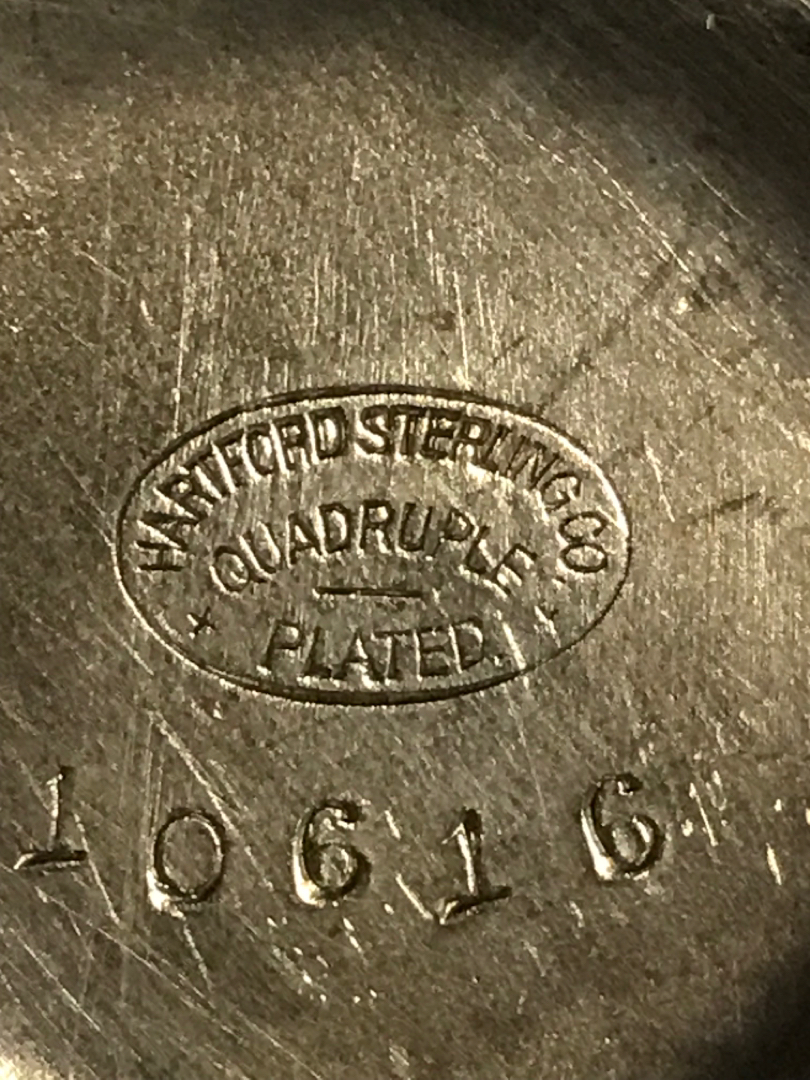 HARTFORD STERLING CO.
QUADRUPLE
PLATED.
10616